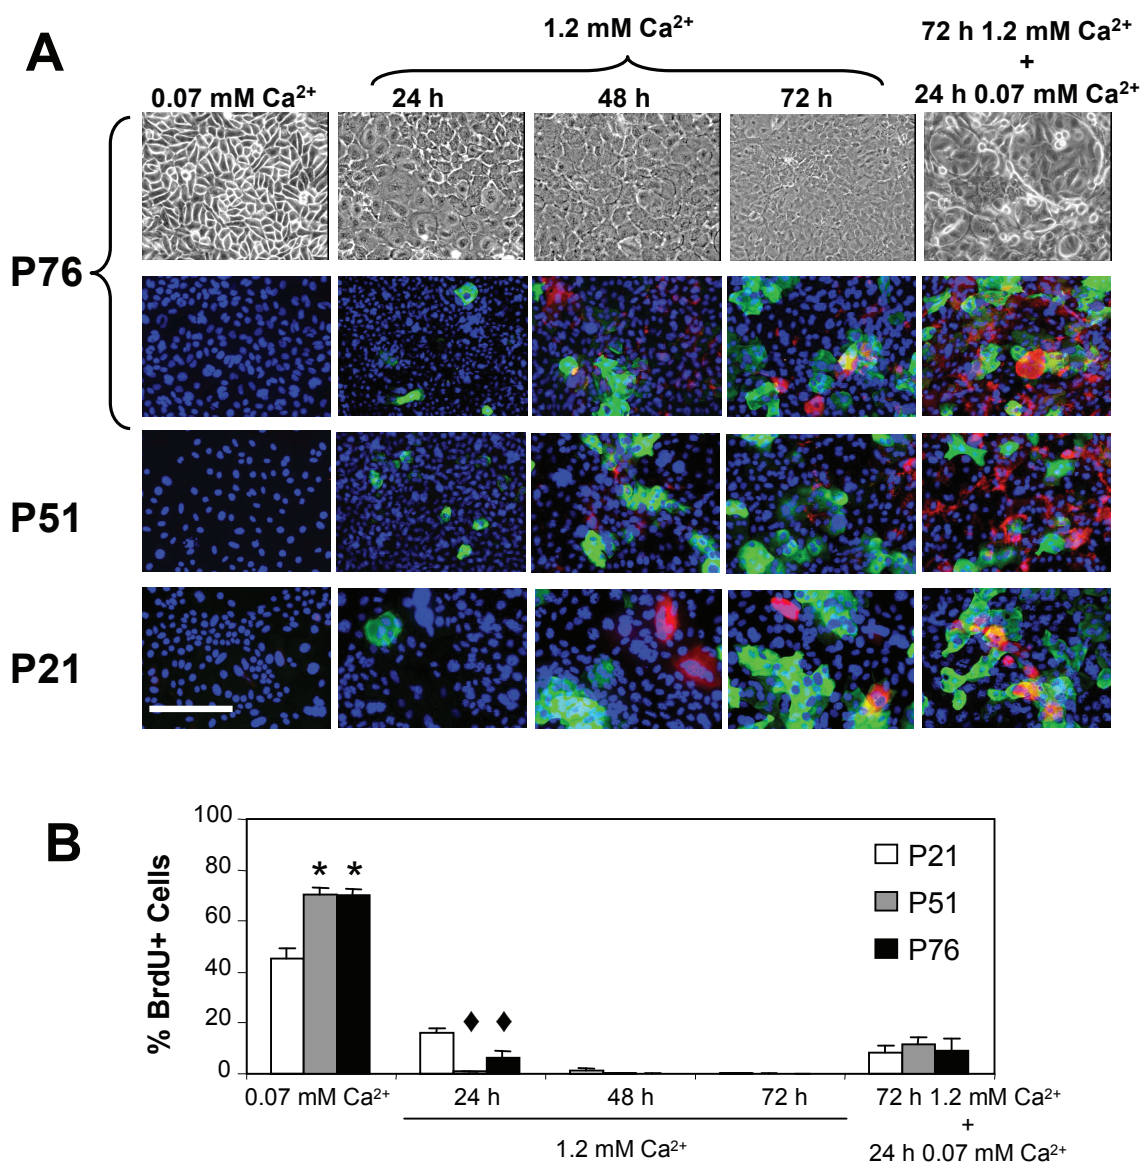 A
1.2 mM Ca²⁺
72 h 1.2 mM Ca²⁺
+
24 h 0.07 mM Ca²⁺
0.07 mM Ca²⁺
24 h
48 h
72 h
P76
P51
P21
B
% BrdU+ Cells
100
80
60
40
20
0
* *
♦ ♦
P21
P51
P76
0.07 mM Ca²⁺
24 h
48 h
72 h
72 h 1.2 mM Ca²⁺
+
24 h 0.07 mM Ca²⁺
1.2 mM Ca²⁺